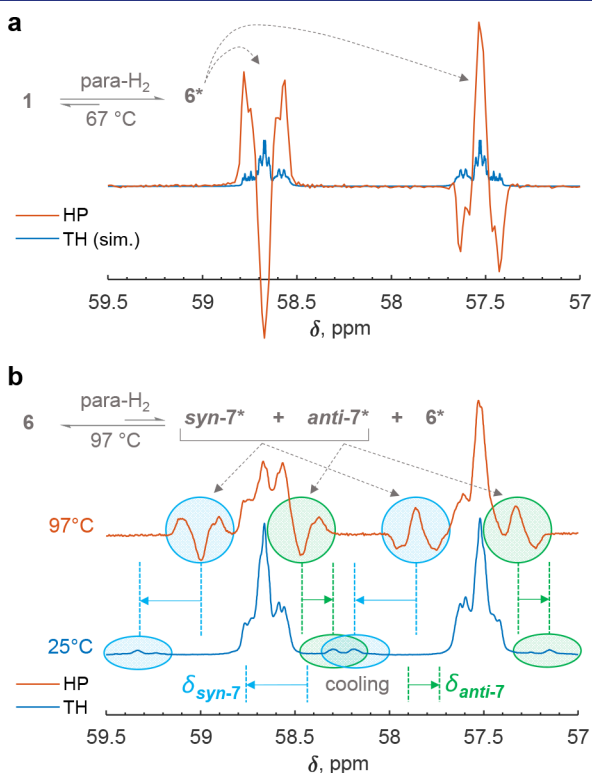 a
para-H₂
1 6*
67 °C
HP
TH (sim.)
59.5 59 58.5 58 57.5 57
δ, ppm
b
para-H₂
6 syn-7* + anti-7* + 6*
97 °C
97°C
25°C
HP
TH
δsyn-7 cooling δanti-7
59.5 59 58.5 58 57.5 57
δ, ppm